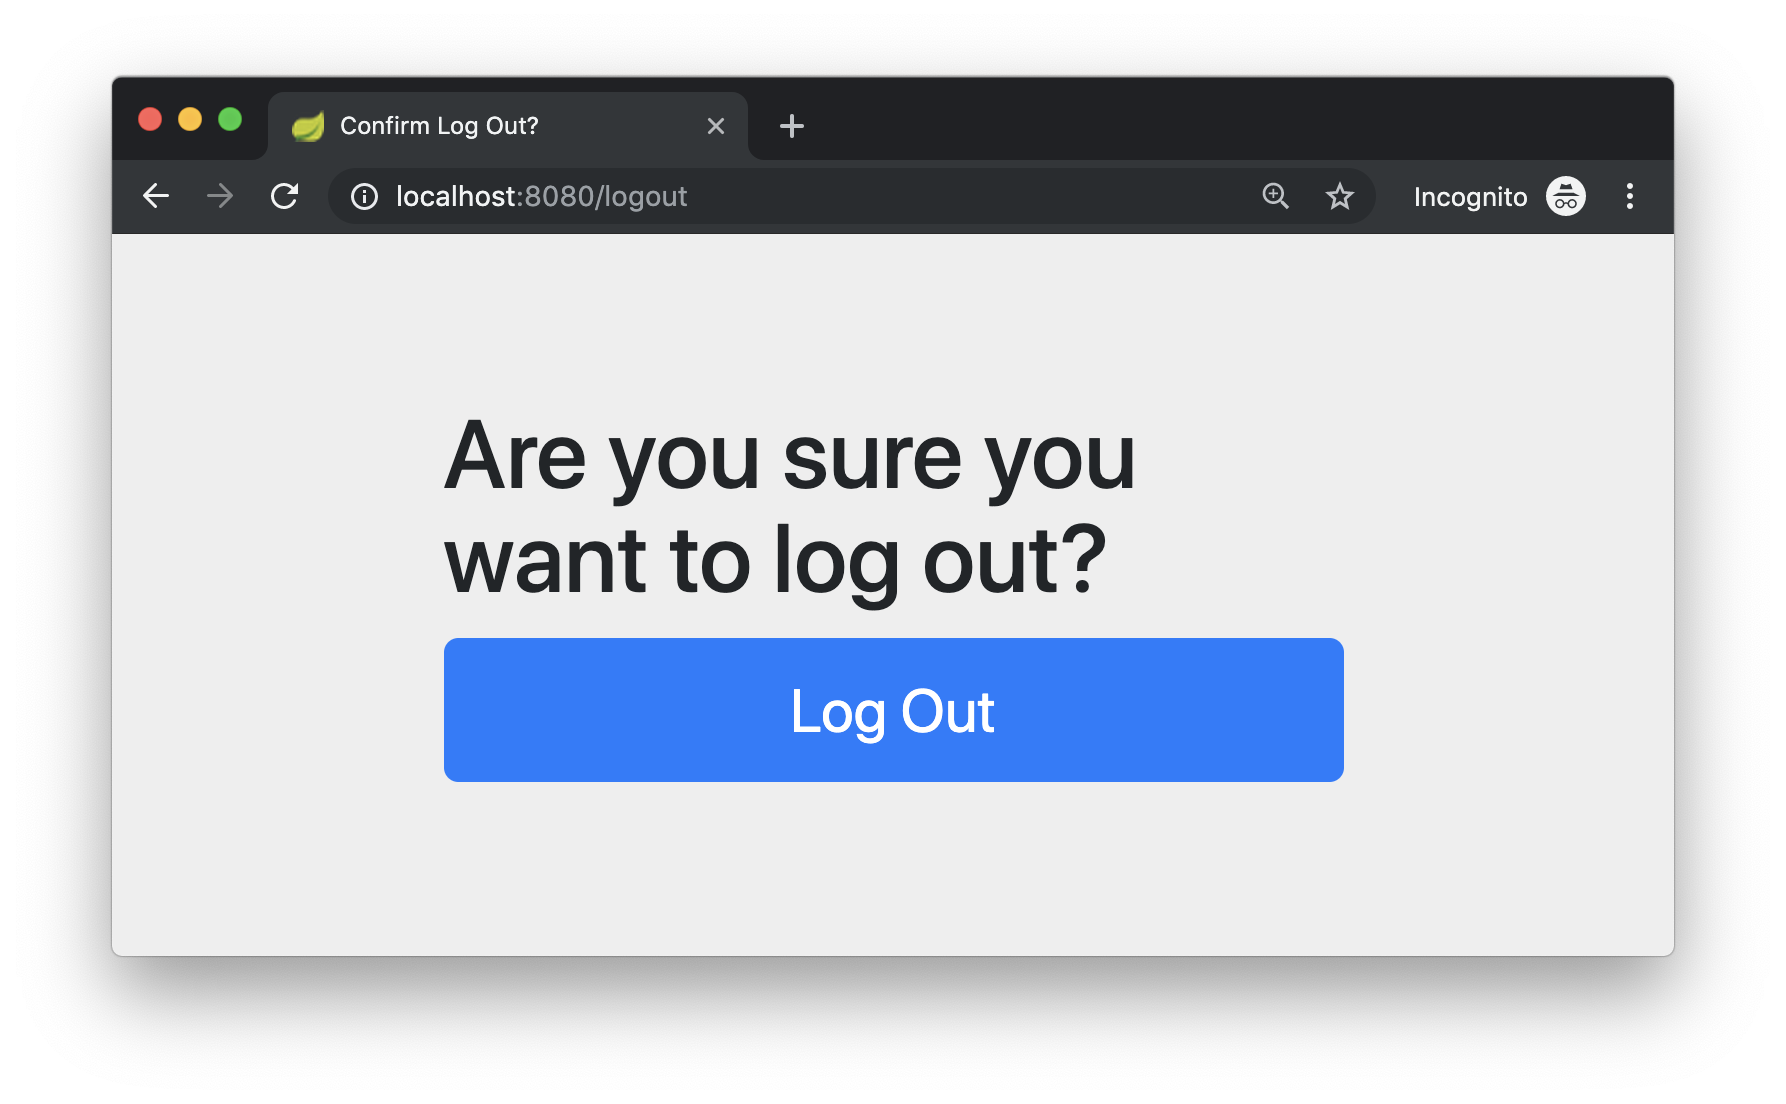 Confirm Log Out?
localhost:8080/logout
Incognito
Are you sure you
want to log out?
Log Out